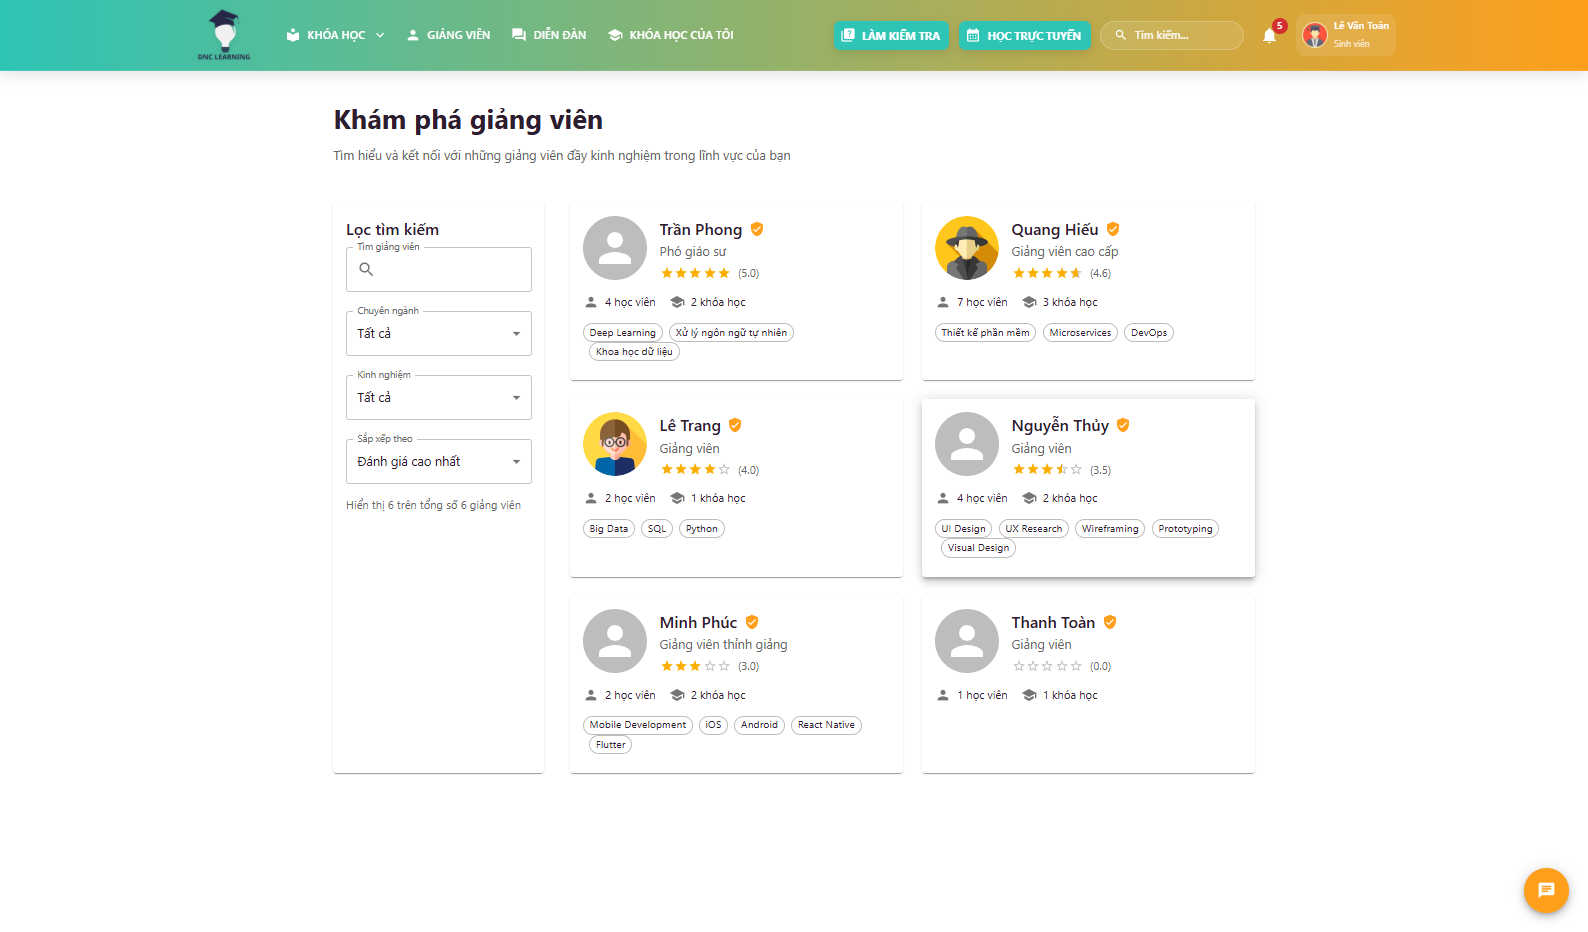 DNC LEARNING
KHÓA HỌC
GIẢNG VIÊN
DIỄN ĐÀN
KHÓA HỌC CỦA TÔI
LÀM KIỂM TRA
HỌC TRỰC TUYẾN
Tìm kiếm...
5
Lê Văn Toàn
Sinh viên
Khám phá giảng viên
Tìm hiểu và kết nối với những giảng viên đầy kinh nghiệm trong lĩnh vực của bạn
Lọc tìm kiếm
Tìm giảng viên
Chuyên ngành
Tất cả
Kinh nghiệm
Tất cả
Sắp xếp theo
Đánh giá cao nhất
Hiển thị 6 trên tổng số 6 giảng viên
Trần Phong
Phó giáo sư
(5.0)
4 học viên 2 khóa học
Deep Learning Xử lý ngôn ngữ tự nhiên
Khoa học dữ liệu
Quang Hiếu
Giảng viên cao cấp
(4.6)
7 học viên 3 khóa học
Thiết kế phần mềm Microservices DevOps
Lê Trang
Giảng viên
(4.0)
2 học viên 1 khóa học
Big Data SQL Python
Nguyễn Thủy
Giảng viên
(3.5)
4 học viên 2 khóa học
UI Design UX Research Wireframing Prototyping
Visual Design
Minh Phúc
Giảng viên thỉnh giảng
(3.0)
2 học viên 2 khóa học
Mobile Development iOS Android React Native
Flutter
Thanh Toàn
Giảng viên
(0.0)
1 học viên 1 khóa học